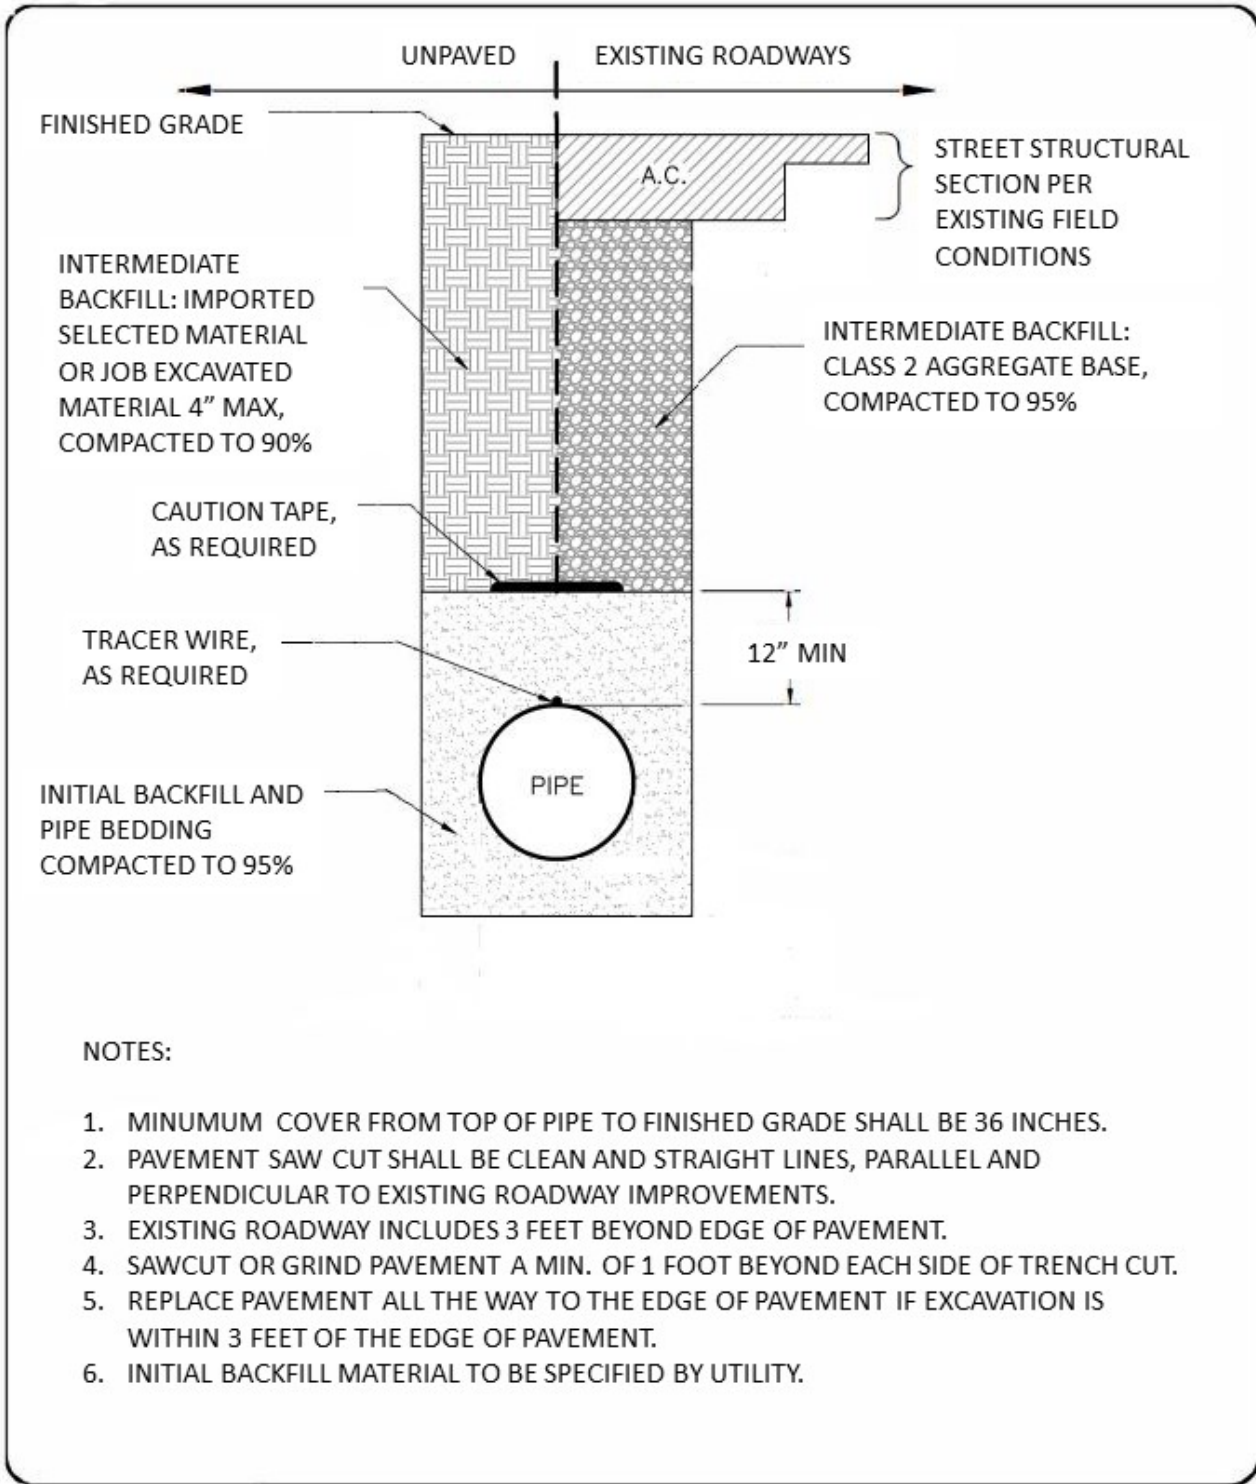 UNPAVED
EXISTING ROADWAYS
FINISHED GRADE
A.C.
STREET STRUCTURAL
SECTION PER
EXISTING FIELD
CONDITIONS
INTERMEDIATE
BACKFILL: IMPORTED
SELECTED MATERIAL
OR JOB EXCAVATED
MATERIAL 4” MAX,
COMPACTED TO 90%
INTERMEDIATE BACKFILL:
CLASS 2 AGGREGATE BASE,
COMPACTED TO 95%
CAUTION TAPE,
AS REQUIRED
TRACER WIRE,
AS REQUIRED
12” MIN
PIPE
INITIAL BACKFILL AND
PIPE BEDDING
COMPACTED TO 95%
NOTES:
1. MINUMUM COVER FROM TOP OF PIPE TO FINISHED GRADE SHALL BE 36 INCHES.
2. PAVEMENT SAW CUT SHALL BE CLEAN AND STRAIGHT LINES, PARALLEL AND
PERPENDICULAR TO EXISTING ROADWAY IMPROVEMENTS.
3. EXISTING ROADWAY INCLUDES 3 FEET BEYOND EDGE OF PAVEMENT.
4. SAWCUT OR GRIND PAVEMENT A MIN. OF 1 FOOT BEYOND EACH SIDE OF TRENCH CUT.
5. REPLACE PAVEMENT ALL THE WAY TO THE EDGE OF PAVEMENT IF EXCAVATION IS
WITHIN 3 FEET OF THE EDGE OF PAVEMENT.
6. INITIAL BACKFILL MATERIAL TO BE SPECIFIED BY UTILITY.